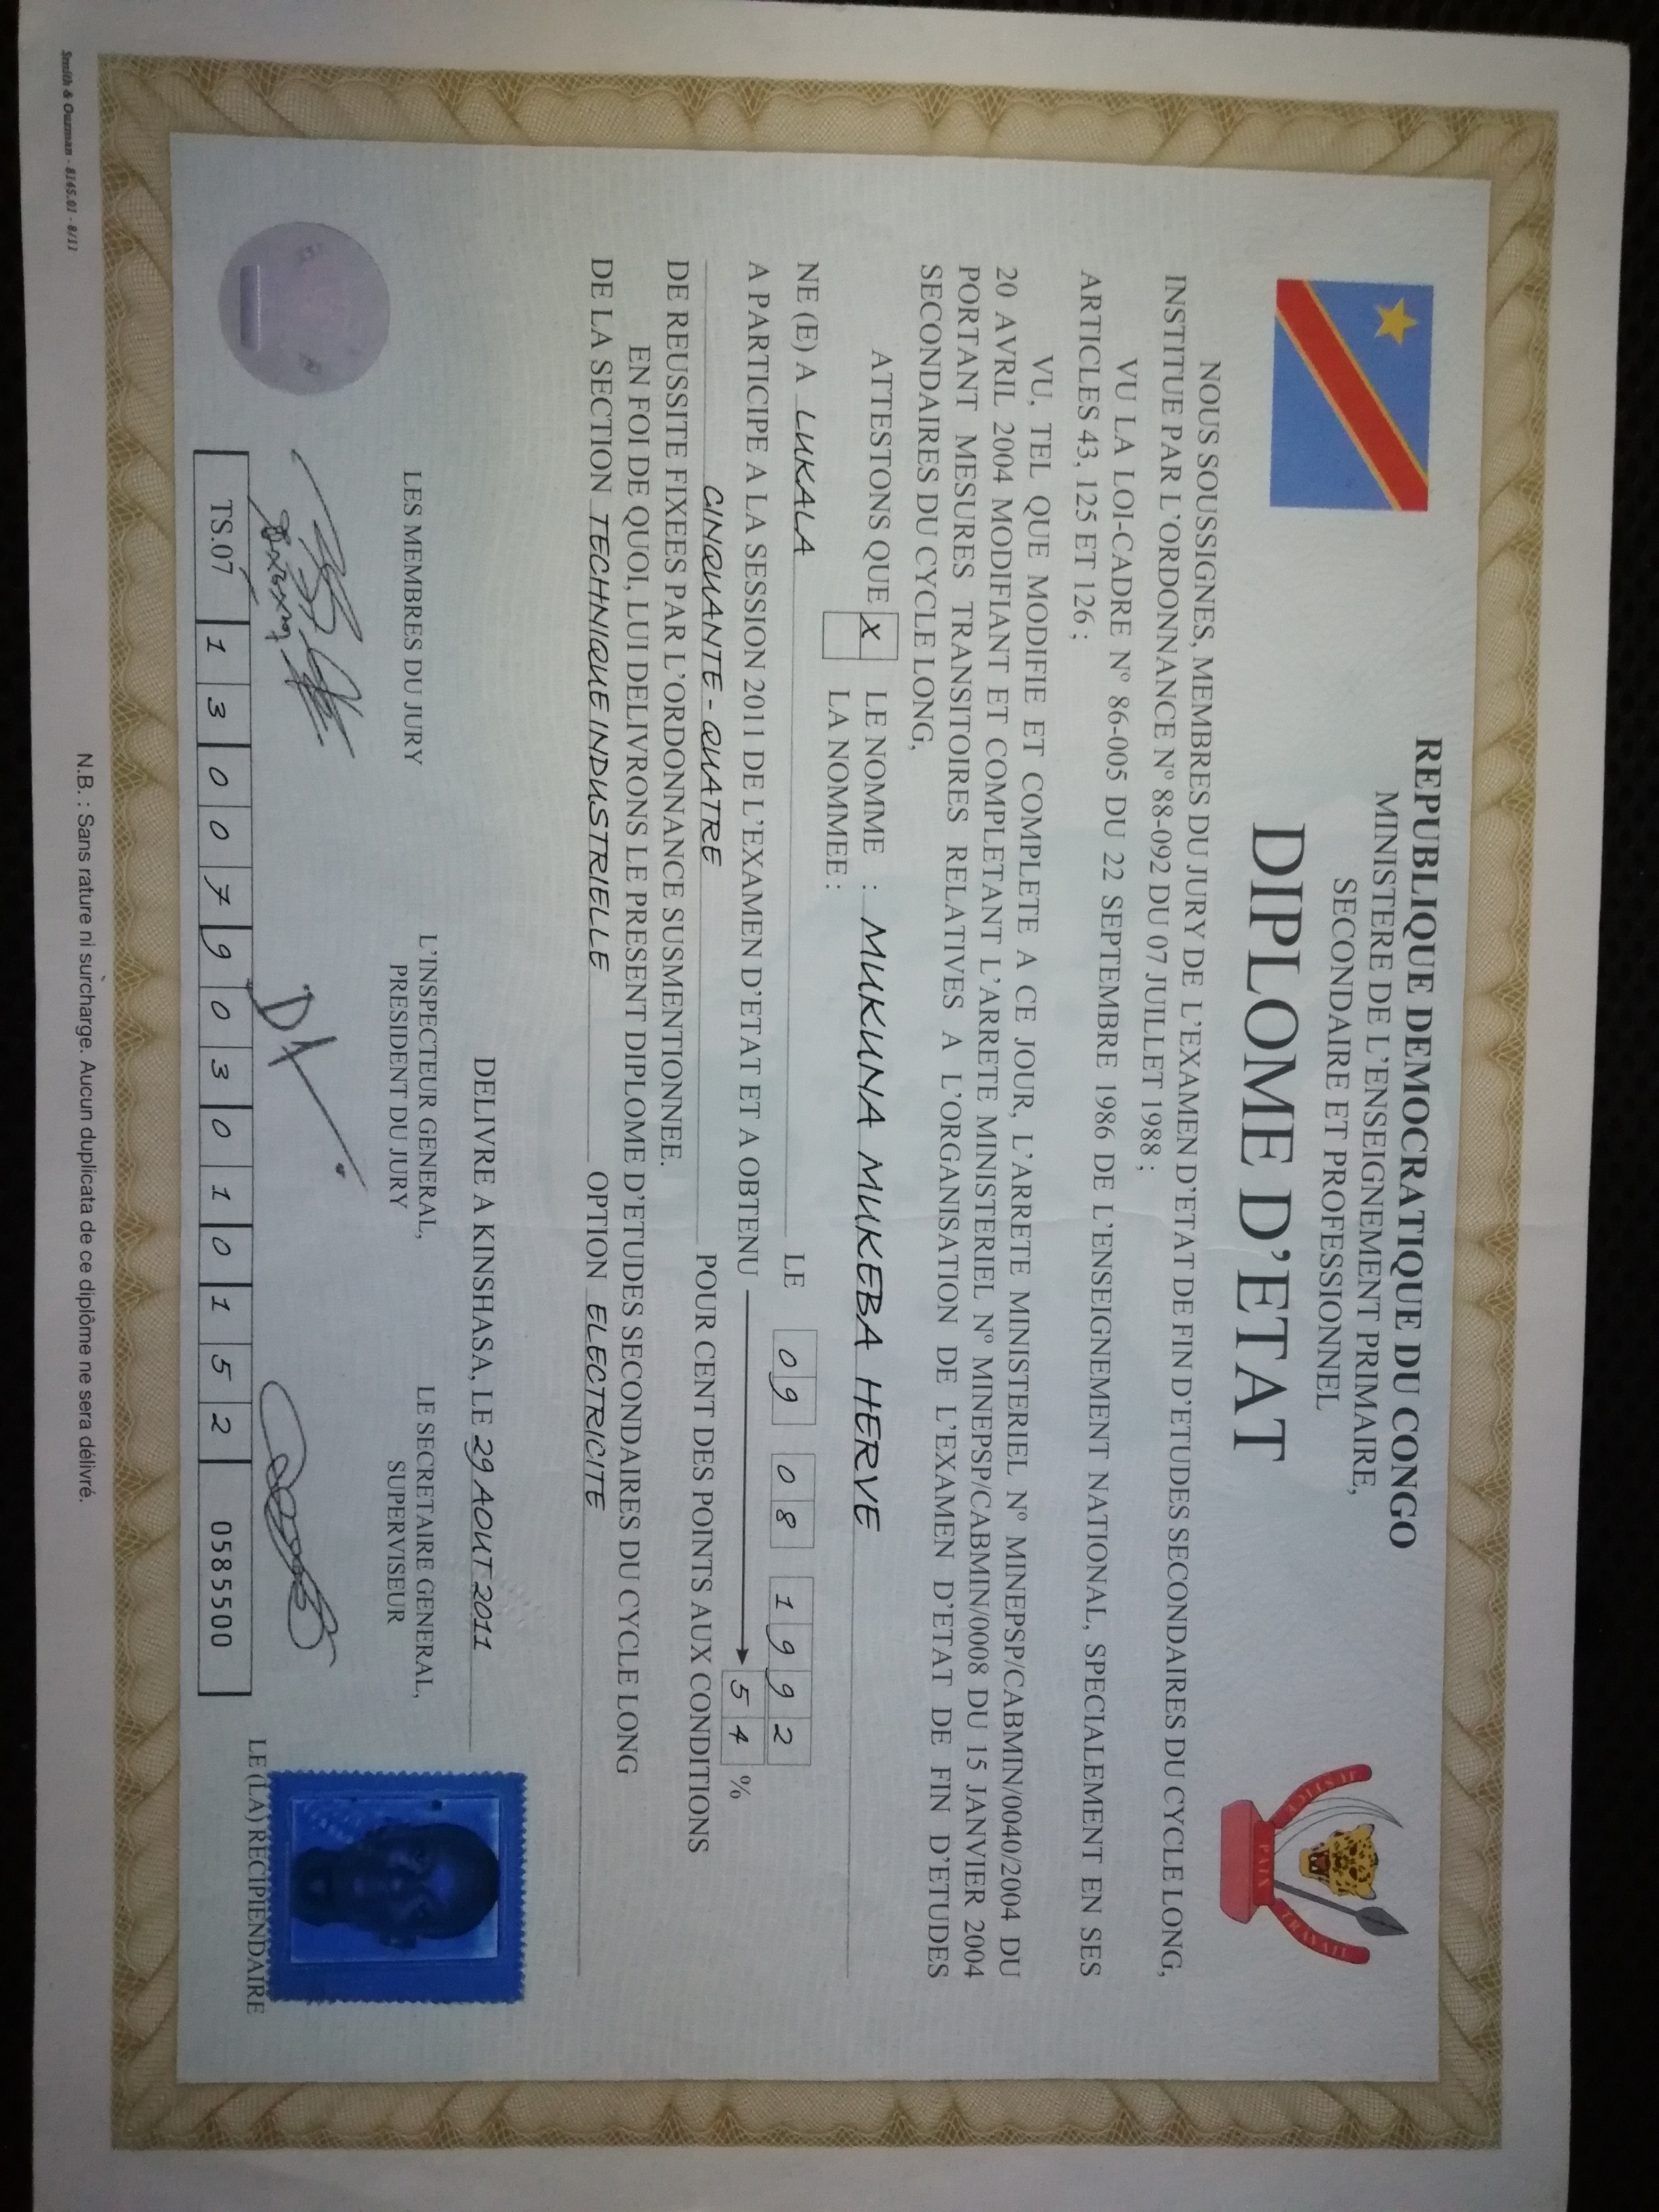 REPUBLIQUE DEMOCRATIQUE DU CONGO
MINISTERE DE L'ENSEIGNEMENT PRIMAIRE,
SECONDAIRE ET PROFESSIONNEL
DIPLOME D'ETAT
JUSTICE PAIX TRAVAIL
NOUS SOUSSIGNES, MEMBRES DU JURY DE L'EXAMEN D'ETAT DE FIN D'ETUDES SECONDAIRES DU CYCLE LONG,
INSTITUE PAR L'ORDONNANCE N° 88-092 DU 07 JUILLET 1988 ;
VU LA LOI-CADRE N° 86-005 DU 22 SEPTEMBRE 1986 DE L'ENSEIGNEMENT NATIONAL, SPECIALEMENT EN SES
ARTICLES 43, 125 ET 126 ;
VU, TEL QUE MODIFIE ET COMPLETE A CE JOUR, L'ARRETE MINISTERIEL N° MINEPSP/CABMIN/0040/2004 DU
20 AVRIL 2004 MODIFIANT ET COMPLETANT L'ARRETE MINISTERIEL N° MINEPSP/CABMIN/0008 DU 15 JANVIER 2004
PORTANT MESURES TRANSITOIRES RELATIVES A L'ORGANISATION DE L'EXAMEN D'ETAT DE FIN D'ETUDES
SECONDAIRES DU CYCLE LONG,
ATTESTONS QUE X LE NOMME : MUKUNA MUKEBA HERVE
LA NOMMEE :
NE (E) A LUKALA LE 09 08 1992
A PARTICIPE A LA SESSION 2011 DE L'EXAMEN D'ETAT ET A OBTENU 54 %
CINQUANTE - QUATRE POUR CENT DES POINTS AUX CONDITIONS
DE REUSSITE FIXEES PAR L'ORDONNANCE SUSMENTIONNEE.
EN FOI DE QUOI, LUI DELIVRONS LE PRESENT DIPLOME D'ETUDES SECONDAIRES DU CYCLE LONG
DE LA SECTION TECHNIQUE INDUSTRIELLE OPTION ELECTRICITE
DELIVRE A KINSHASA, LE 29 AOUT 2011
LES MEMBRES DU JURY
L'INSPECTEUR GENERAL,
PRESIDENT DU JURY
LE SECRETAIRE GENERAL,
SUPERVISEUR
LE (LA) RECIPIENDAIRE
TS.07 1 3 0 0 7 9 0 3 0 1 0 1 5 2 0585500
N.B. : Sans rature ni surcharge. Aucun duplicata de ce diplôme ne sera délivré.
Smith & Ouzman - 8145.01 - 8/11